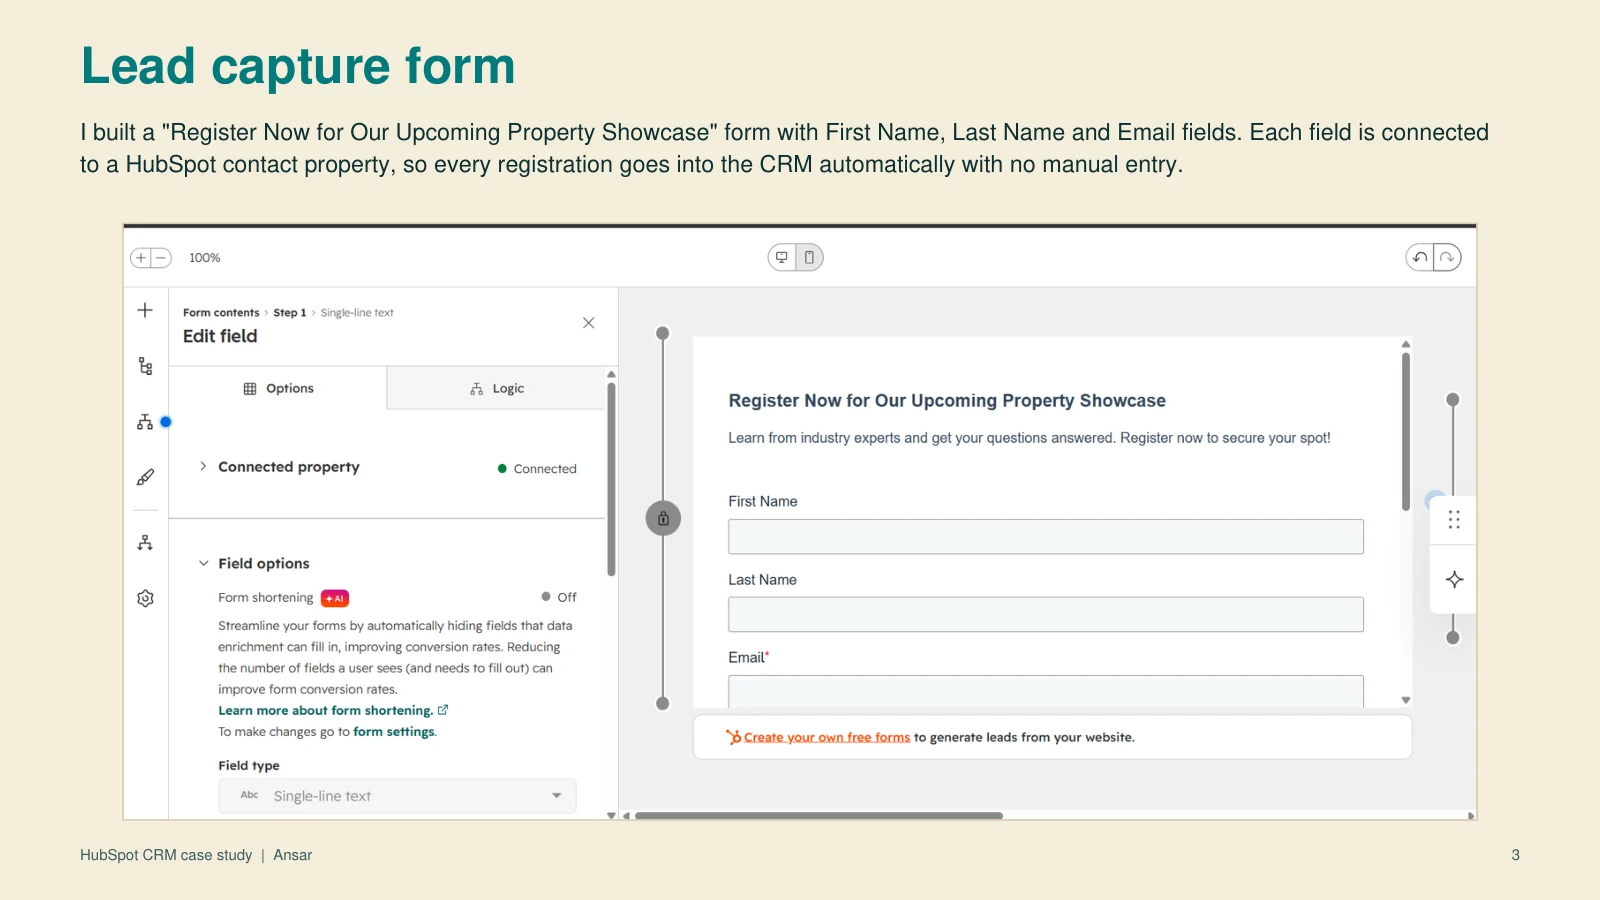 Lead capture form
I built a "Register Now for Our Upcoming Property Showcase" form with First Name, Last Name and Email fields. Each field is connected
to a HubSpot contact property, so every registration goes into the CRM automatically with no manual entry.
100%
Form contents › Step 1 › Single-line text
Edit field
Options
Logic
Connected property
Connected
Field options
Form shortening
AI
Off
Streamline your forms by automatically hiding fields that data
enrichment can fill in, improving conversion rates. Reducing
the number of fields a user sees (and needs to fill out) can
improve form conversion rates.
Learn more about form shortening.
To make changes go to form settings.
Field type
Abc Single-line text
Register Now for Our Upcoming Property Showcase
Learn from industry experts and get your questions answered. Register now to secure your spot!
First Name
Last Name
Email*
Create your own free forms to generate leads from your website.
HubSpot CRM case study | Ansar
3